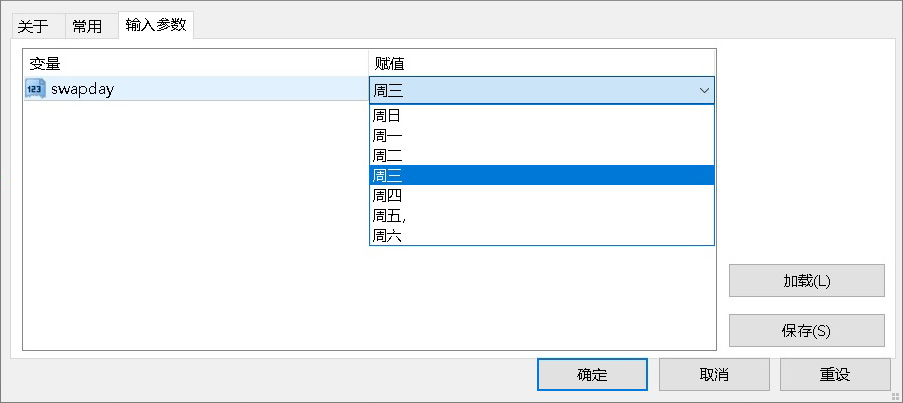 关于 常用 输入参数
变量 赋值
123 swapday 周三
周日
周一
周二
周三
周四
周五,
周六
加载(L)
保存(S)
确定 取消 重设